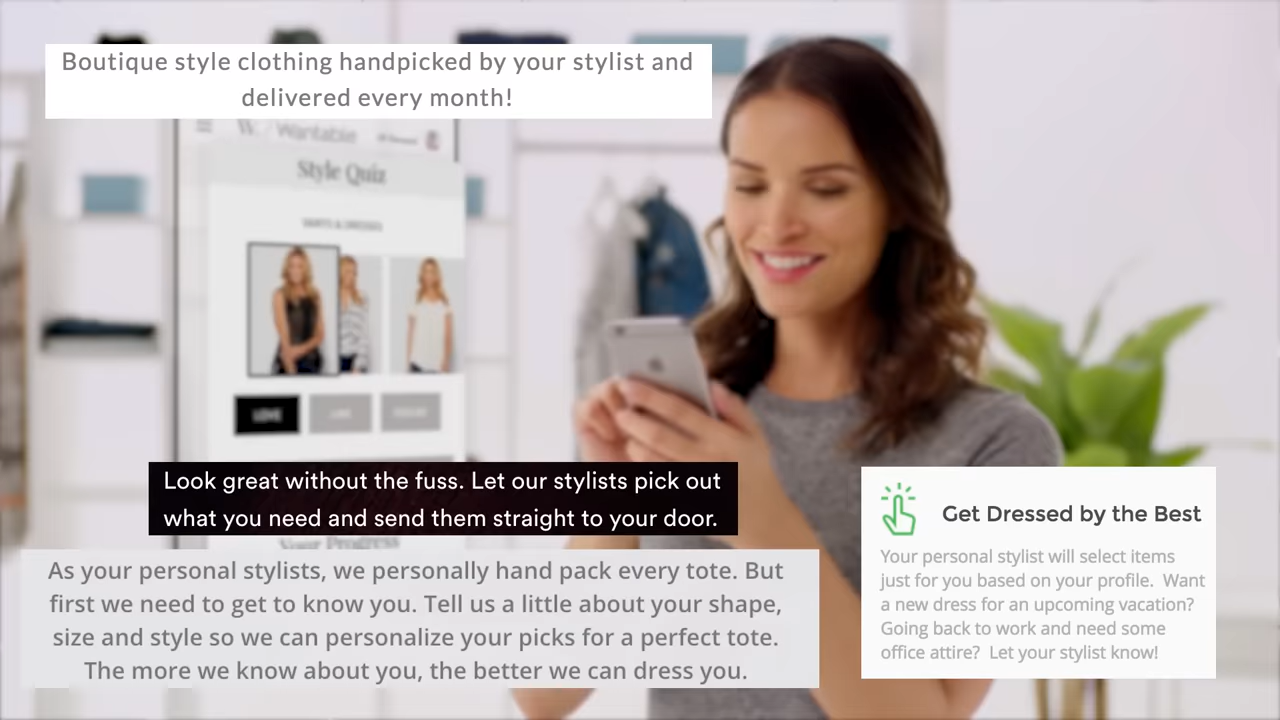 Boutique style clothing handpicked by your stylist and
delivered every month!
Wantable
Style Quiz
Look great without the fuss. Let our stylists pick out
what you need and send them straight to your door.
Your Progress
As your personal stylists, we personally hand pack every tote. But
first we need to get to know you. Tell us a little about your shape,
size and style so we can personalize your picks for a perfect tote.
The more we know about you, the better we can dress you.
Get Dressed by the Best
Your personal stylist will select items
just for you based on your profile.  Want
a new dress for an upcoming vacation?
Going back to work and need some
office attire?  Let your stylist know!